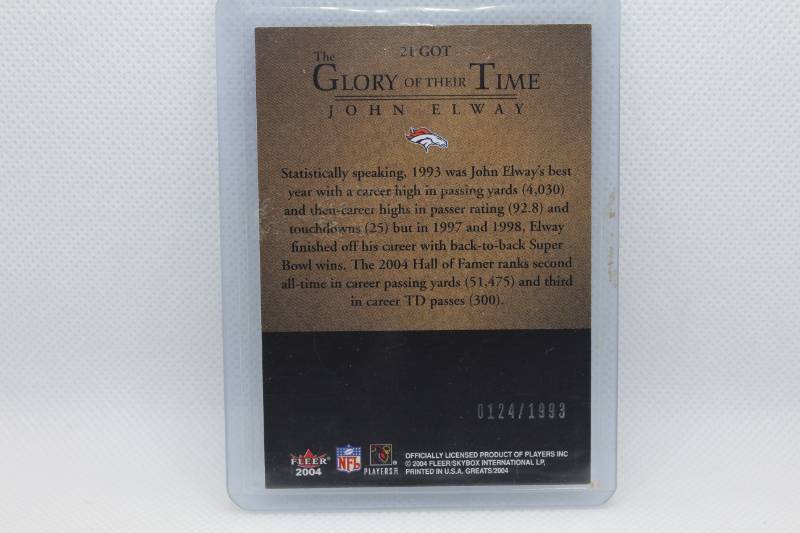 21 GOT
The
GLORY OF THEIR TIME
JOHN ELWAY
Statistically speaking, 1993 was John Elway's best
year with a career high in passing yards (4,030)
and then-career highs in passer rating (92.8) and
touchdowns (25) but in 1997 and 1998, Elway
finished off his career with back-to-back Super
Bowl wins. The 2004 Hall of Famer ranks second
all-time in career passing yards (51,475) and third
in career TD passes (300).
0124/1993
FLEER
2004
NFL
PLAYERS INC
OFFICIALLY LICENSED PRODUCT OF PLAYERS INC
© 2004 FLEER/SKYBOX INTERNATIONAL LP,
PRINTED IN U.S.A. GREATS/2004